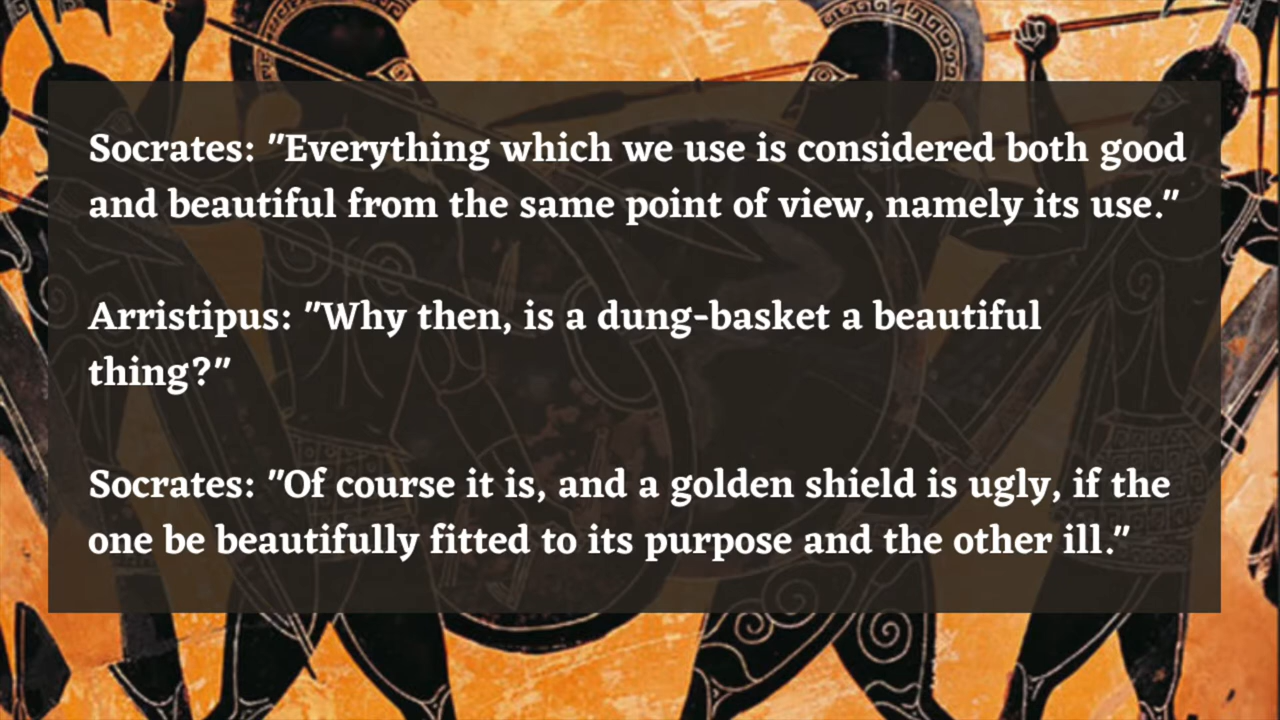 Socrates: "Everything which we use is considered both good
and beautiful from the same point of view, namely its use."
Arristipus: "Why then, is a dung-basket a beautiful
thing?"
Socrates: "Of course it is, and a golden shield is ugly, if the
one be beautifully fitted to its purpose and the other ill."